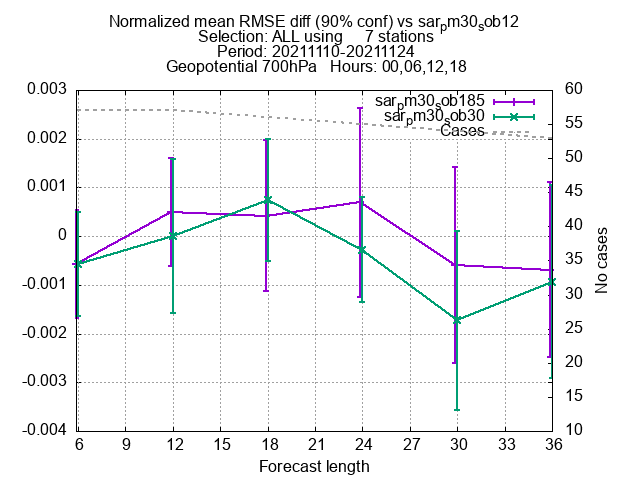 Normalized mean RMSE diff (90% conf) vs sarpm30sob12
Selection: ALL using 7 stations
Period: 20211110-20211124
Geopotential 700hPa Hours: 00,06,12,18
sarpm30sob185
sarpm30sob30
Cases
0.003
0.002
0.001
0
-0.001
-0.002
-0.003
-0.004
60
55
50
45
40
35
30
25
20
15
10
No cases
6 9 12 15 18 21 24 27 30 33 36
Forecast length